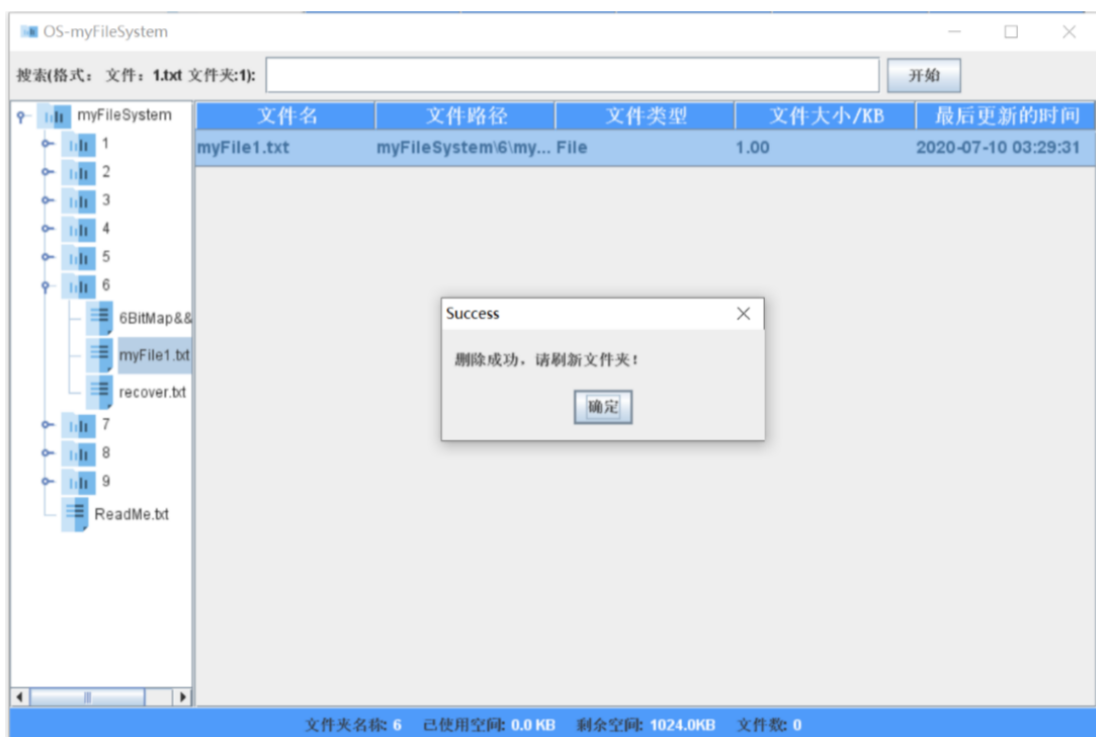 OS-myFileSystem
搜索(格式： 文件：1.txt 文件夹:1):
开始
myFileSystem
1
2
3
4
5
6
6BitMap&&
myFile1.txt
recover.txt
7
8
9
ReadMe.txt
文件名 文件路径 文件类型 文件大小/KB 最后更新的时间
myFile1.txt myFileSystem\6\my... File 1.00 2020-07-10 03:29:31
Success
删除成功，请刷新文件夹！
确定
文件夹名称: 6 已使用空间: 0.0 KB 剩余空间: 1024.0KB 文件数: 0